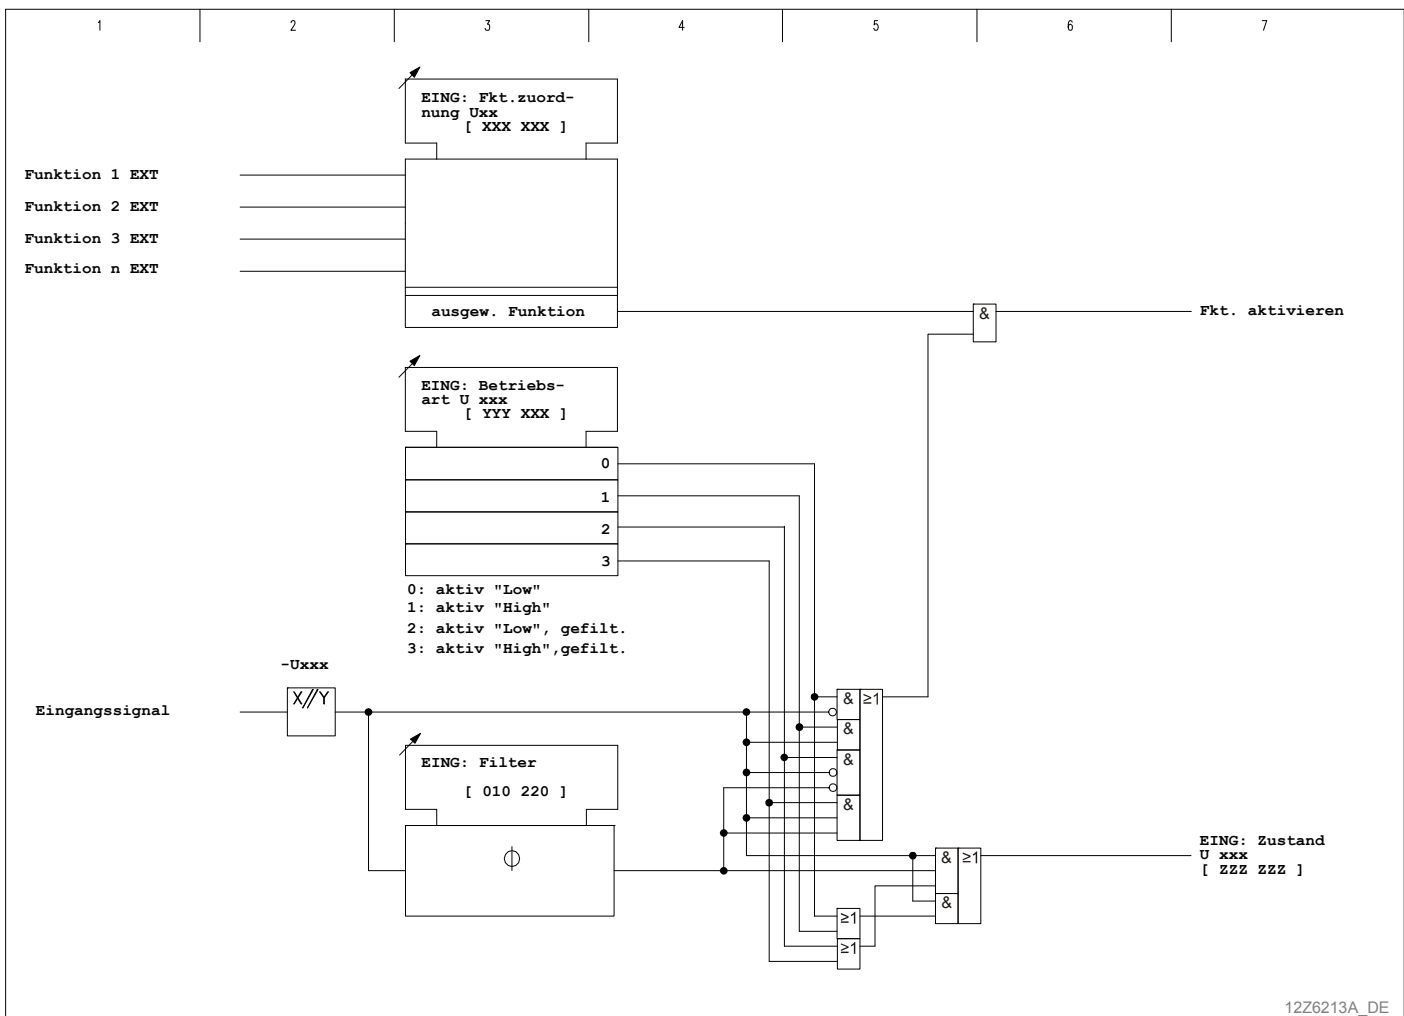 1 2 3 4 5 6 7
EING: Fkt.zuord-
nung Uxx
[ XXX XXX ]
Funktion 1 EXT
Funktion 2 EXT
Funktion 3 EXT
Funktion n EXT
ausgew. Funktion
&
Fkt. aktivieren
EING: Betriebs-
art U xxx
[ YYY XXX ]
0
1
2
3
0: aktiv "Low"
1: aktiv "High"
2: aktiv "Low", gefilt.
3: aktiv "High",gefilt.
-Uxxx
X//Y
Eingangssignal
& ≥1
&
&
&
EING: Filter
[ 010 220 ]
EING: Zustand
U xxx
[ ZZZ ZZZ ]
& ≥1
&
≥1
≥1
12Z6213A_DE